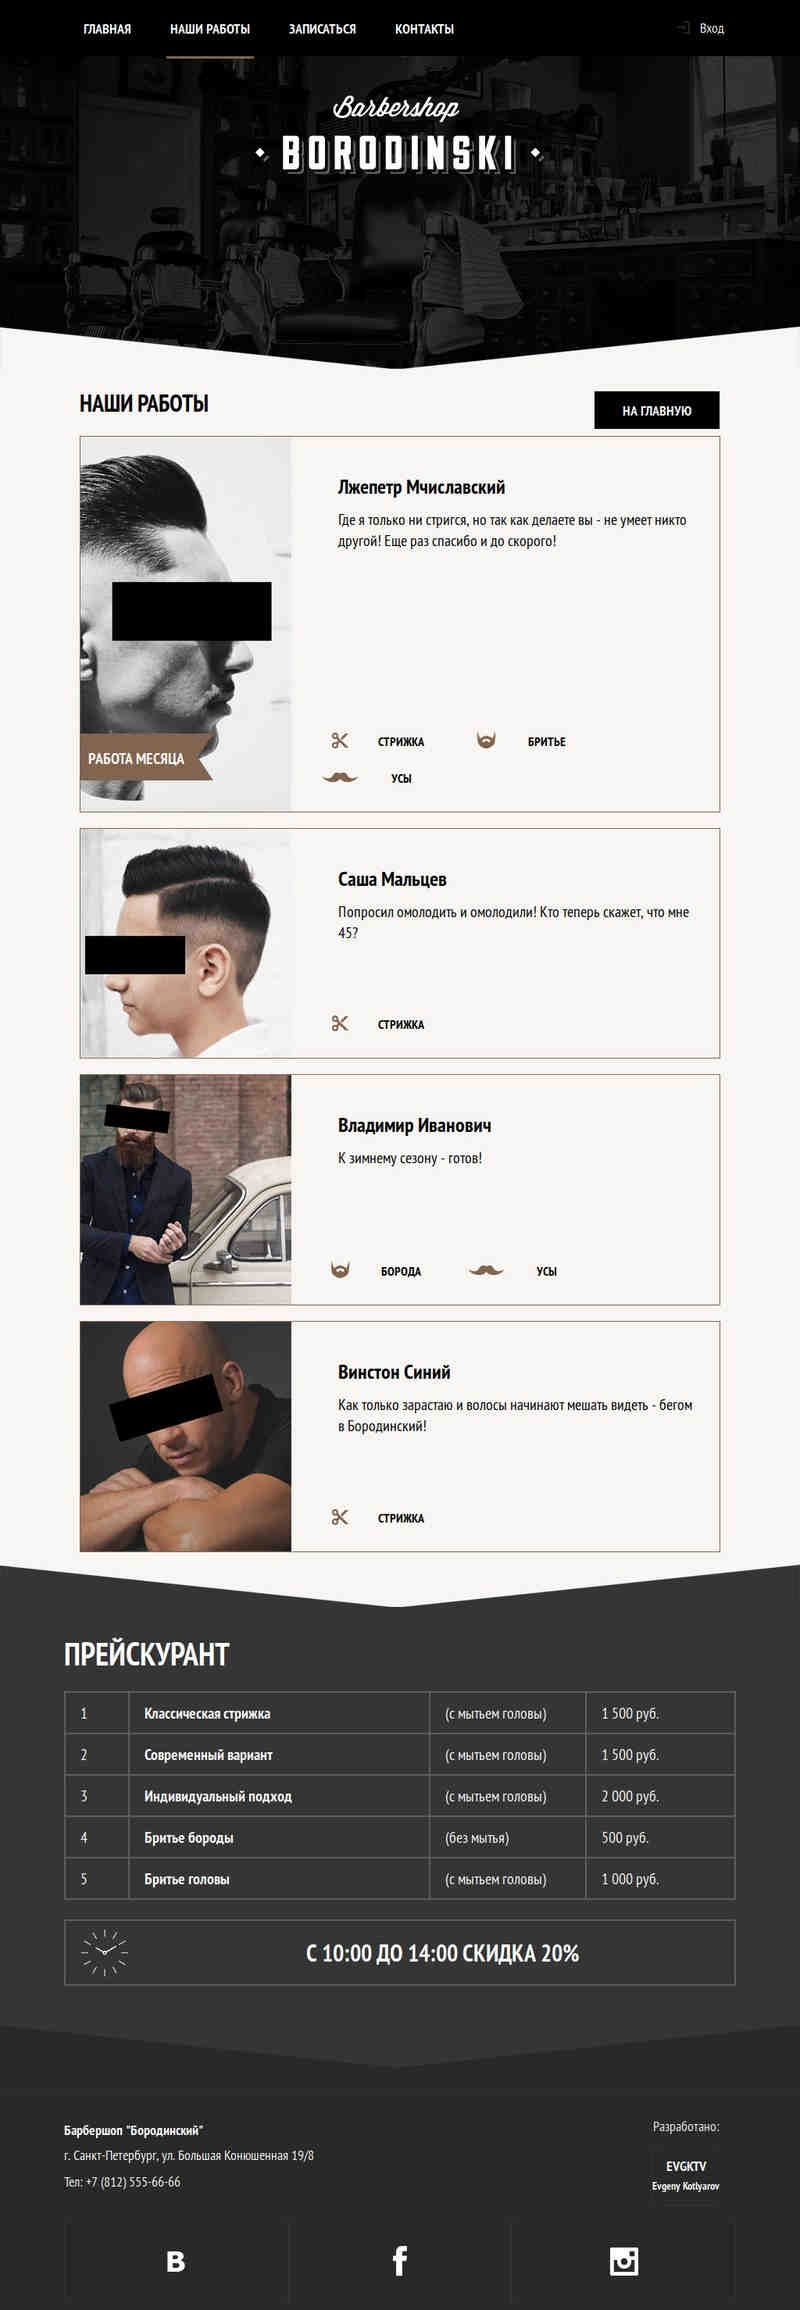 ГЛАВНАЯ НАШИ РАБОТЫ ЗАПИСАТЬСЯ КОНТАКТЫ Вход
Barbershop
BORODINSKI
НАШИ РАБОТЫ
НА ГЛАВНУЮ
Лжепетр Мчиславский
Где я только ни стригся, но так как делаете вы - не умеет никто
другой! Еще раз спасибо и до скорого!
СТРИЖКА БРИТЬЕ
УСЫ
РАБОТА МЕСЯЦА
Саша Мальцев
Попросил омолодить и омолодили! Кто теперь скажет, что мне
45?
СТРИЖКА
Владимир Иванович
К зимнему сезону - готов!
БОРОДА УСЫ
Винстон Синий
Как только зарастаю и волосы начинают мешать видеть - бегом
в Бородинский!
СТРИЖКА
ПРЕЙСКУРАНТ
1 Классическая стрижка (с мытьем головы) 1 500 руб.
2 Современный вариант (с мытьем головы) 1 500 руб.
3 Индивидуальный подход (с мытьем головы) 2 000 руб.
4 Бритье бороды (без мытья) 500 руб.
5 Бритье головы (с мытьем головы) 1 000 руб.
С 10:00 ДО 14:00 СКИДКА 20%
Барбершоп "Бородинский"
г. Санкт-Петербург, ул. Большая Конюшенная 19/8
Тел: +7 (812) 555-66-66
Разработано:
EVGKTV
Evgeny Kotlyarov